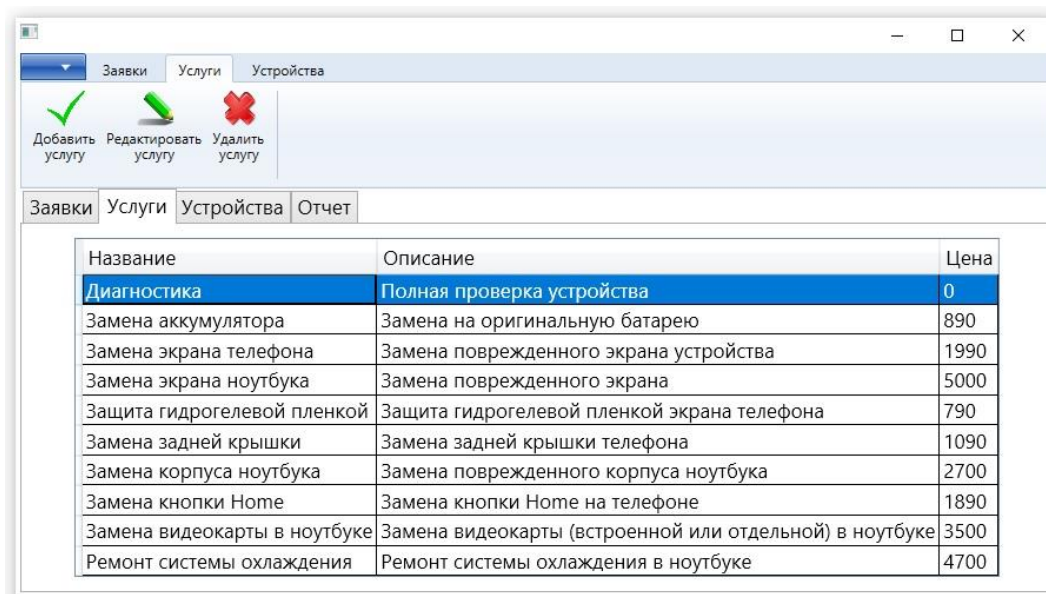 Заявки Услуги Устройства
Добавить услугу Редактировать услугу Удалить услугу
Заявки Услуги Устройства Отчет
Название Описание Цена
Диагностика Полная проверка устройства 0
Замена аккумулятора Замена на оригинальную батарею 890
Замена экрана телефона Замена поврежденного экрана устройства 1990
Замена экрана ноутбука Замена поврежденного экрана 5000
Защита гидрогелевой пленкой Защита гидрогелевой пленкой экрана телефона 790
Замена задней крышки Замена задней крышки телефона 1090
Замена корпуса ноутбука Замена поврежденного корпуса ноутбука 2700
Замена кнопки Home Замена кнопки Home на телефоне 1890
Замена видеокарты в ноутбуке Замена видеокарты (встроенной или отдельной) в ноутбуке 3500
Ремонт системы охлаждения Ремонт системы охлаждения в ноутбуке 4700